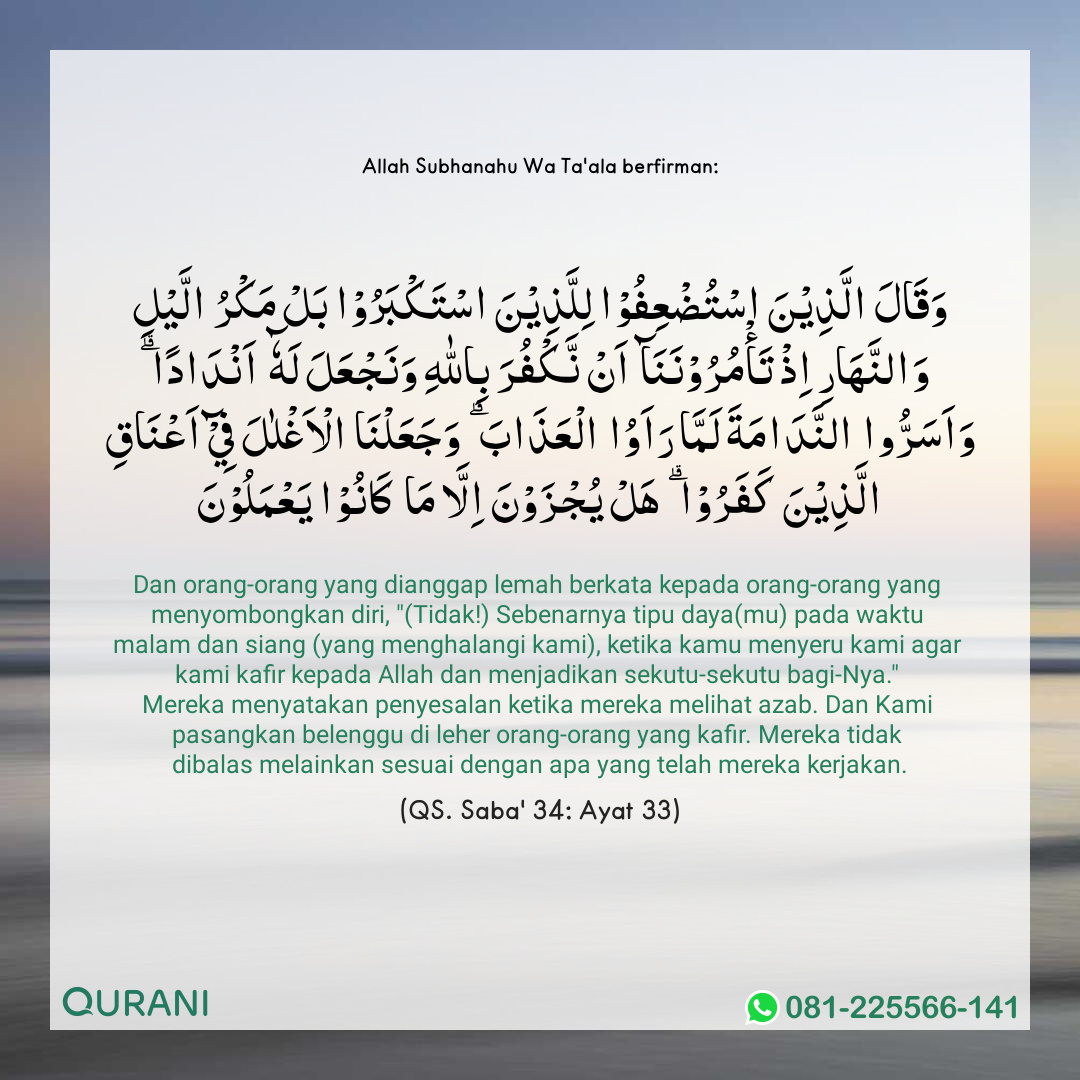 Allah Subhanahu Wa Ta'ala berfirman:
وَقَالَ الَّذِيْنَ اسْتُضْعِفُوْا لِلَّذِيْنَ اسْتَكْبَرُوْا بَلْ مَكْرُ الَّيْلِ
وَالنَّهَارِ اِذْ تَأْمُرُوْنَنَاۤ اَنْ نَّكْفُرَ بِاللّٰهِ وَنَجْعَلَ لَهٗۤ اَنْدَادًا ۗ
وَاَسَرُّوا النَّدَامَةَ لَمَّا رَاَوُا الْعَذَابَ ۗ وَجَعَلْنَا الْاَغْلٰلَ فِيْۤ اَعْنَاقِ
الَّذِيْنَ كَفَرُوْا ۗ هَلْ يُجْزَوْنَ اِلَّا مَا كَانُوْا يَعْمَلُوْنَ
Dan orang-orang yang dianggap lemah berkata kepada orang-orang yang
menyombongkan diri, "(Tidak!) Sebenarnya tipu daya(mu) pada waktu
malam dan siang (yang menghalangi kami), ketika kamu menyeru kami agar
kami kafir kepada Allah dan menjadikan sekutu-sekutu bagi-Nya."
Mereka menyatakan penyesalan ketika mereka melihat azab. Dan Kami
pasangkan belenggu di leher orang-orang yang kafir. Mereka tidak
dibalas melainkan sesuai dengan apa yang telah mereka kerjakan.
(QS. Saba' 34: Ayat 33)
QURANI
081-225566-141